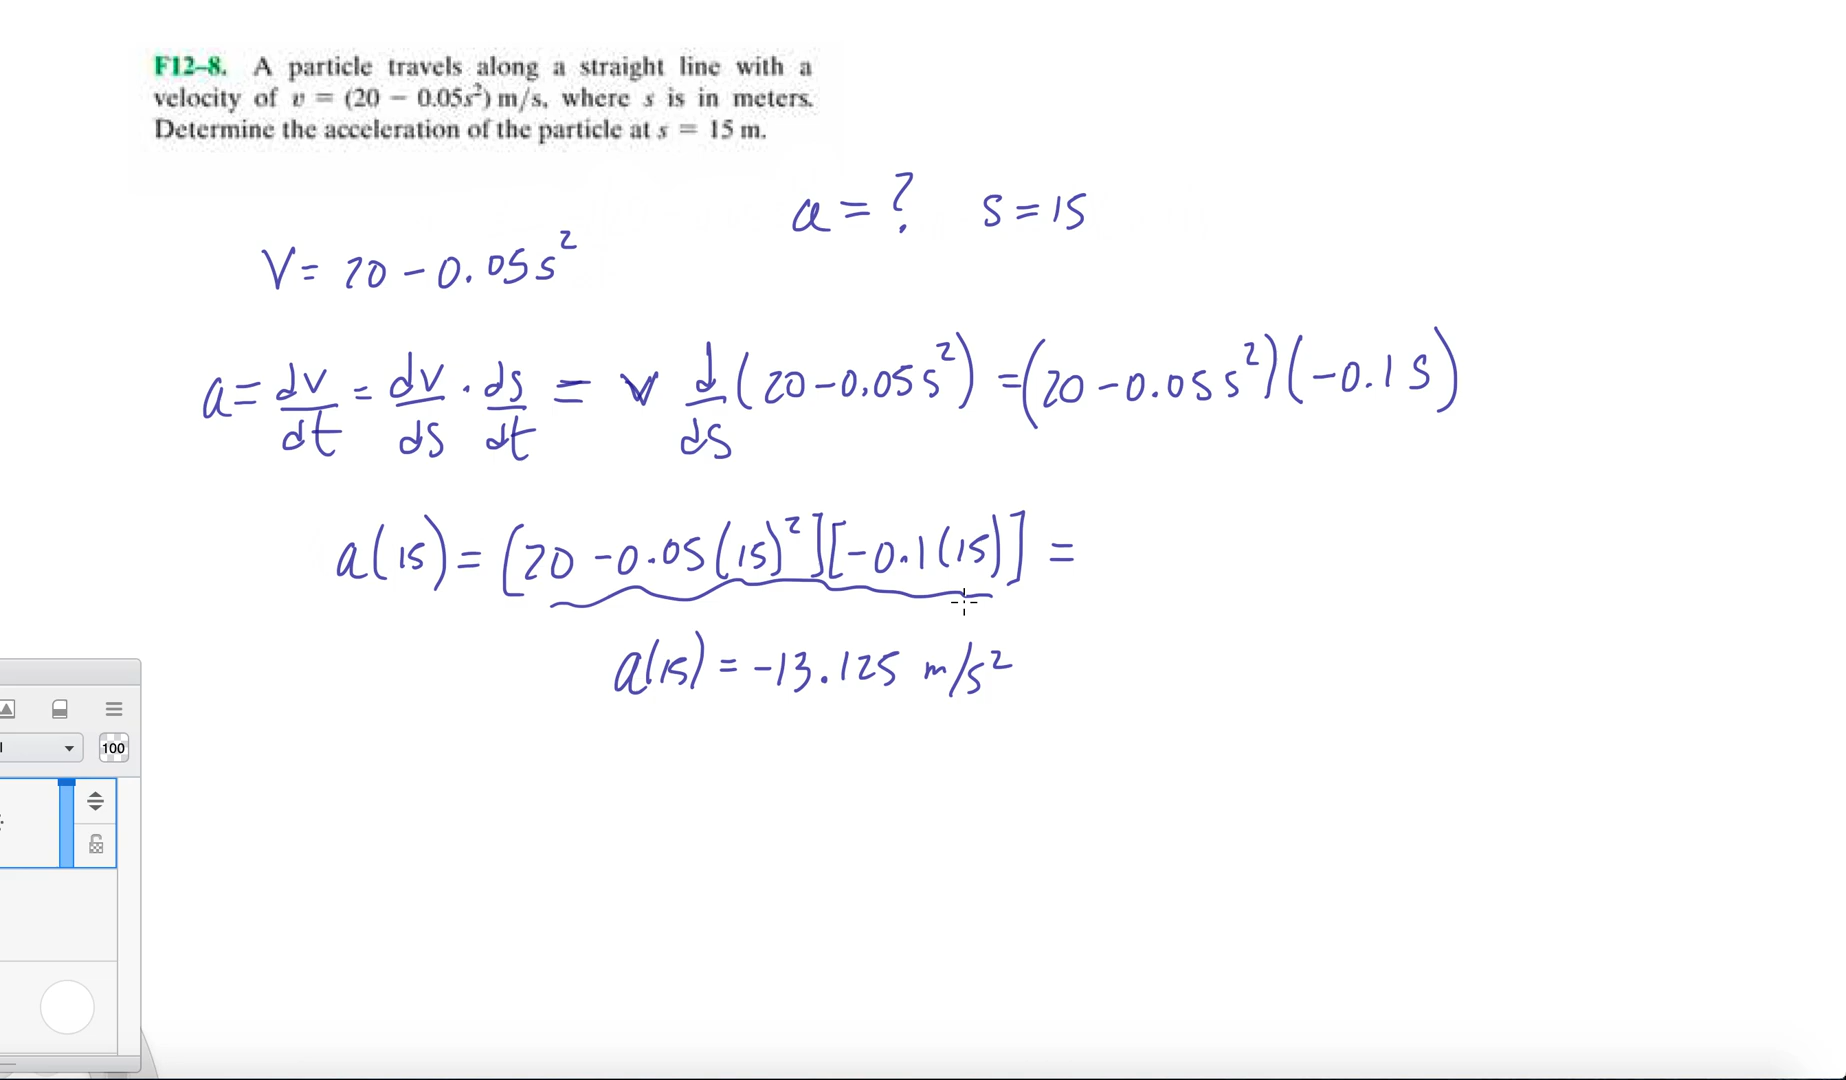 F12–8. A particle travels along a straight line with a
velocity of v = (20 − 0.05s²) m/s, where s is in meters.
Determine the acceleration of the particle at s = 15 m.
a = ? s = 15
V = 20 - 0.05s²
a = dv/dt = dv/ds · ds/dt = v d/ds (20-0.05s²) = (20-0.05s²)(-0.1s)
a(15) = [20 -0.05(15)²][-0.1(15)] =
a(15) = -13.125 m/s²
100